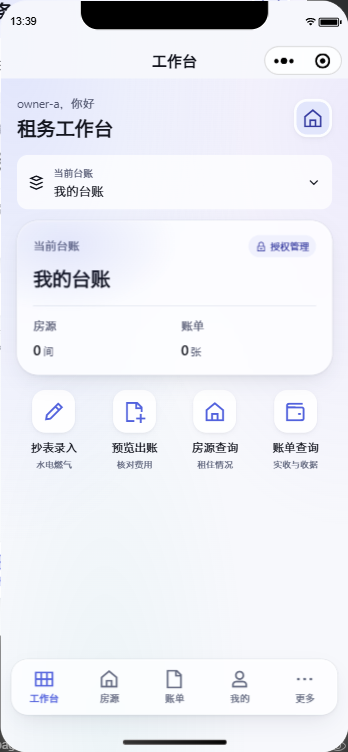 13:39
工作台
owner-a，你好
租务工作台
当前台账
我的台账
当前台账
授权管理
我的台账
房源
账单
0间
0张
抄表录入
预览出账
房源查询
账单查询
水电燃气
核对费用
租住情况
实收与收据
工作台
房源
账单
我的
更多